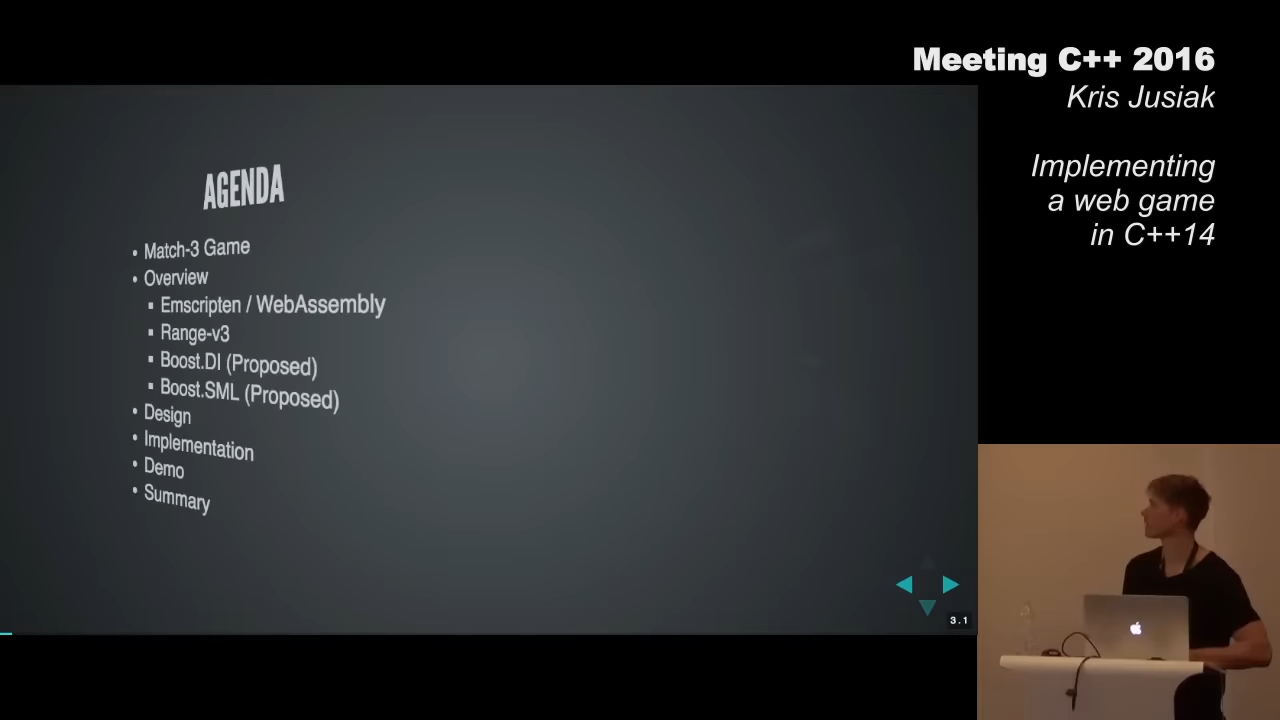 Meeting C++ 2016
Kris Jusiak
Implementing
a web game
in C++14
AGENDA
• Match-3 Game
• Overview
▪ Emscripten / WebAssembly
▪ Range-v3
▪ Boost.DI (Proposed)
▪ Boost.SML (Proposed)
• Design
• Implementation
• Demo
• Summary
3.1